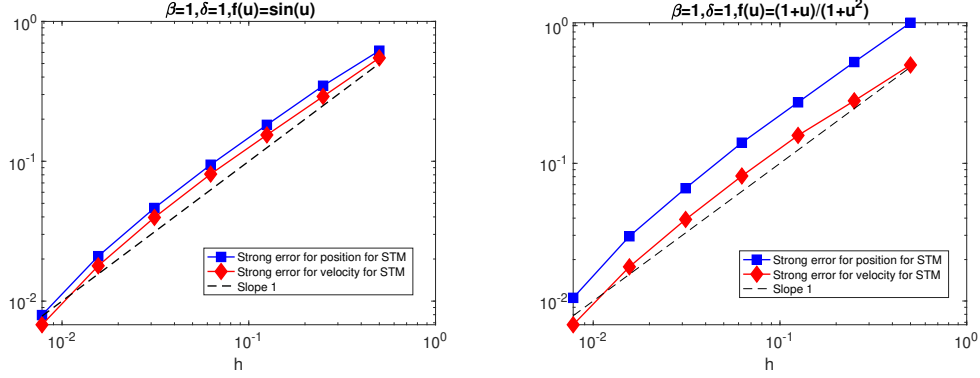 β=1,δ=1,f(u)=sin(u)
10^0
10^-1
10^-2
Strong error for position for STM
Strong error for velocity for STM
Slope 1
10^-2
10^-1
10^0
h
β=1,δ=1,f(u)=(1+u)/(1+u^2)
10^0
10^-1
10^-2
Strong error for position for STM
Strong error for velocity for STM
Slope 1
10^-2
10^-1
10^0
h